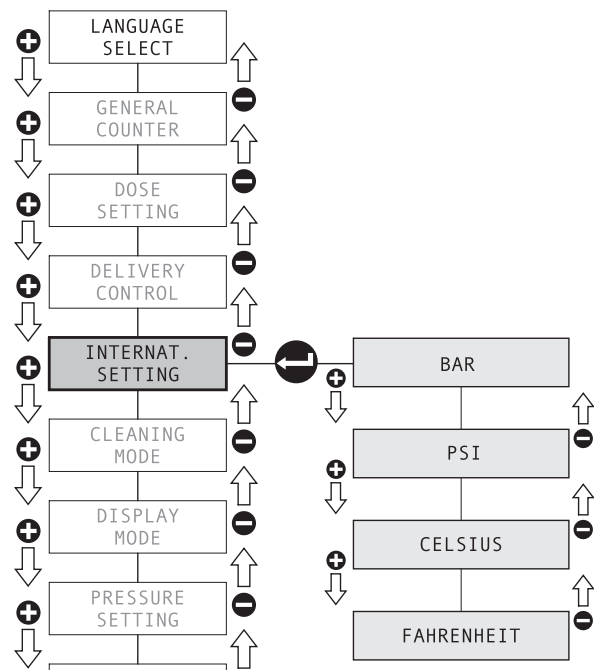 LANGUAGE
SELECT
GENERAL
COUNTER
DOSE
SETTING
DELIVERY
CONTROL
INTERNAT.
SETTING
CLEANING
MODE
DISPLAY
MODE
PRESSURE
SETTING
BAR
PSI
CELSIUS
FAHRENHEIT